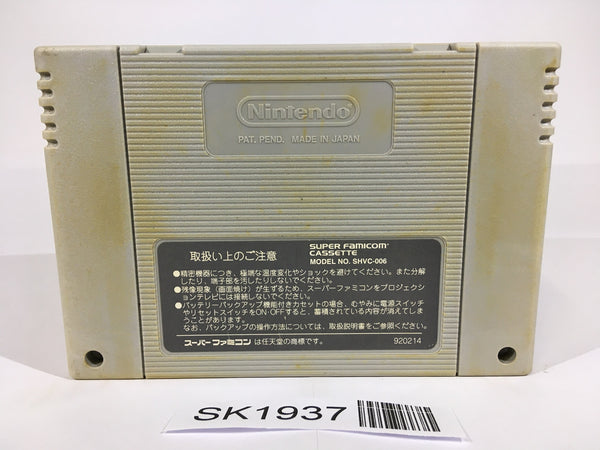 Nintendo
PAT. PEND. MADE IN JAPAN
取扱い上のご注意
SUPER Famicom
CASSETTE
MODEL NO. SHVC-006
●精密機器につき、極端な温度変化やショックを避けてください。また分解
したり、端子部を汚したりしないでください。
●残像現象（画面焼け）が生ずるため、スーパーファミコンをプロジェクシ
ョンテレビには接続しないでください。
●バッテリーバックアップ機能付きカセットの場合、むやみに電源スイッチ
やリセットスイッチをON・OFFすると、蓄積されている内容が消えてしま
うことがあります。
なお、バックアップの操作方法については、取扱説明書をご参照ください。
スーパーファミコン は任天堂の商標です。
920214
SK1937